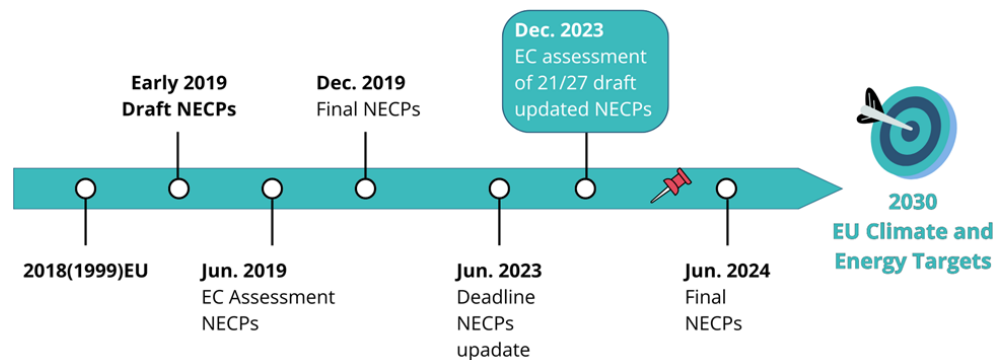 Dec. 2023
EC assessment
of 21/27 draft
updated NECPs
Early 2019
Draft NECPs
Dec. 2019
Final NECPs
2030
EU Climate and
Energy Targets
2018(1999)EU
Jun. 2019
EC Assessment
NECPs
Jun. 2023
Deadline
NECPs
upadate
Jun. 2024
Final
NECPs